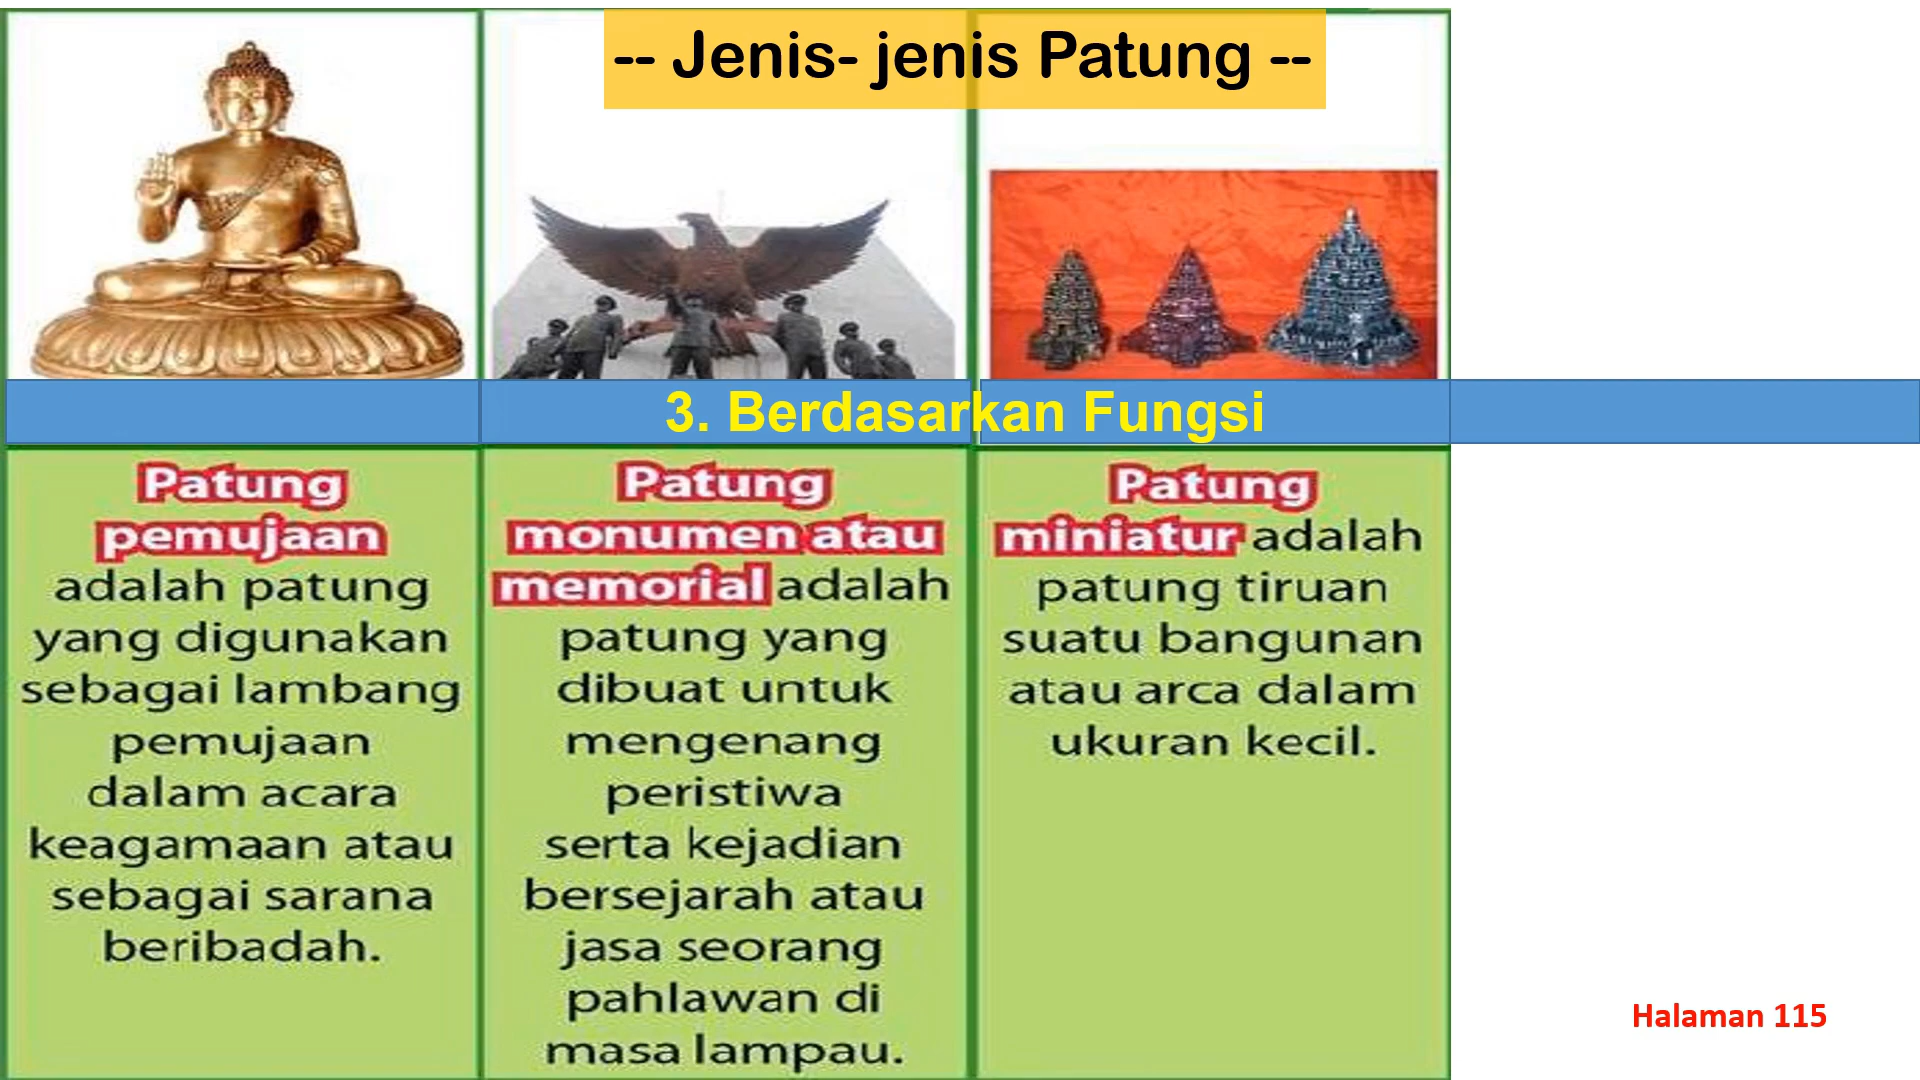 -- Jenis- jenis Patung --
3. Berdasarkan Fungsi
Patung
pemujaan
adalah patung
yang digunakan
sebagai lambang
pemujaan
dalam acara
keagamaan atau
sebagai sarana
beribadah.
Patung
monumen atau
memorial adalah
patung yang
dibuat untuk
mengenang
peristiwa
serta kejadian
bersejarah atau
jasa seorang
pahlawan di
masa lampau.
Patung
miniatur adalah
patung tiruan
suatu bangunan
atau arca dalam
ukuran kecil.
Halaman 115